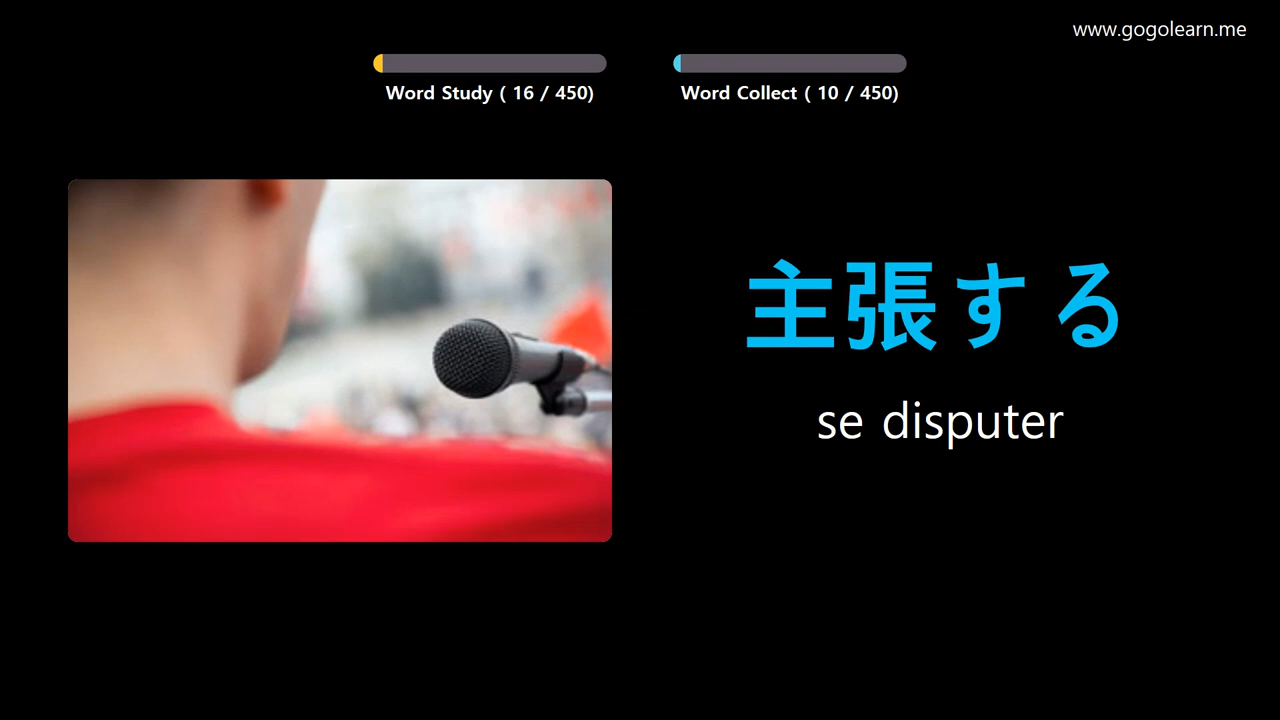 www.gogolearn.me
Word Study ( 16 / 450)
Word Collect ( 10 / 450)
主張する
se disputer